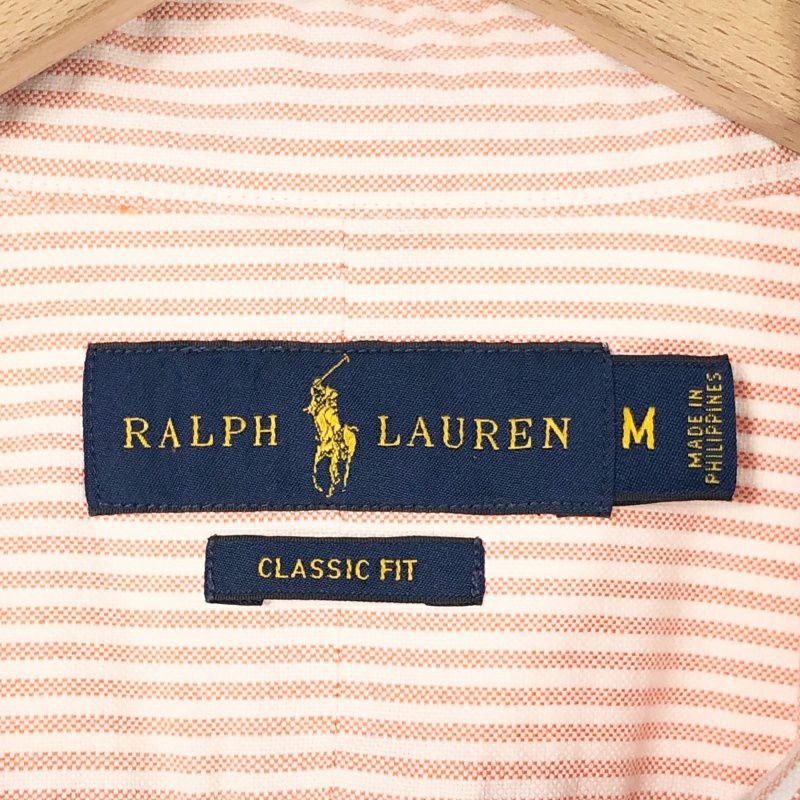 RALPH LAUREN
M
MADE IN
PHILIPPINES
CLASSIC FIT